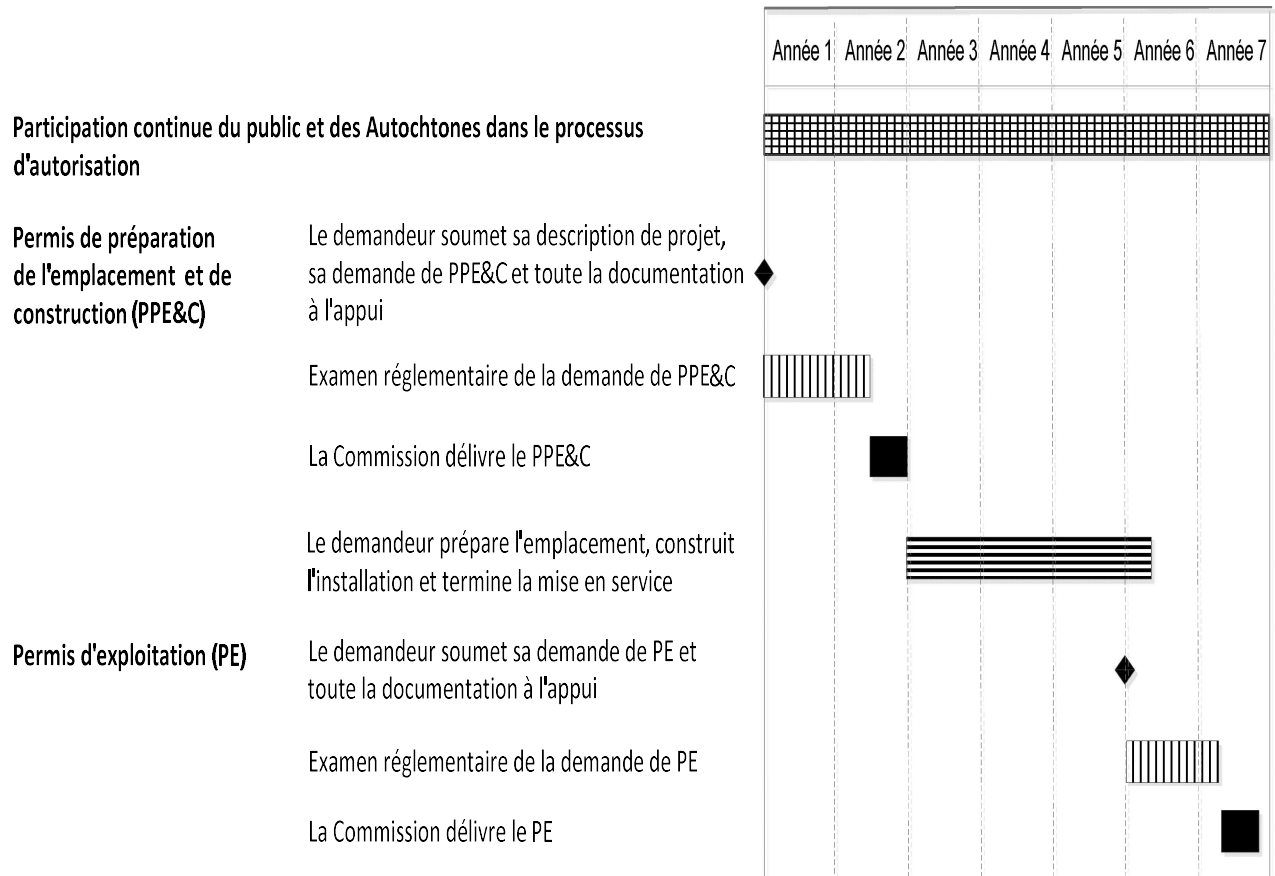 Année 1 Année 2 Année 3 Année 4 Année 5 Année 6 Année 7
Participation continue du public et des Autochtones dans le processus
d'autorisation
Permis de préparation
de l'emplacement et de
construction (PPE&C)
Le demandeur soumet sa description de projet,
sa demande de PPE&C et toute la documentation
à l'appui
Examen réglementaire de la demande de PPE&C
La Commission délivre le PPE&C
Le demandeur prépare l'emplacement, construit
l'installation et termine la mise en service
Permis d'exploitation (PE)
Le demandeur soumet sa demande de PE et
toute la documentation à l'appui
Examen réglementaire de la demande de PE
La Commission délivre le PE